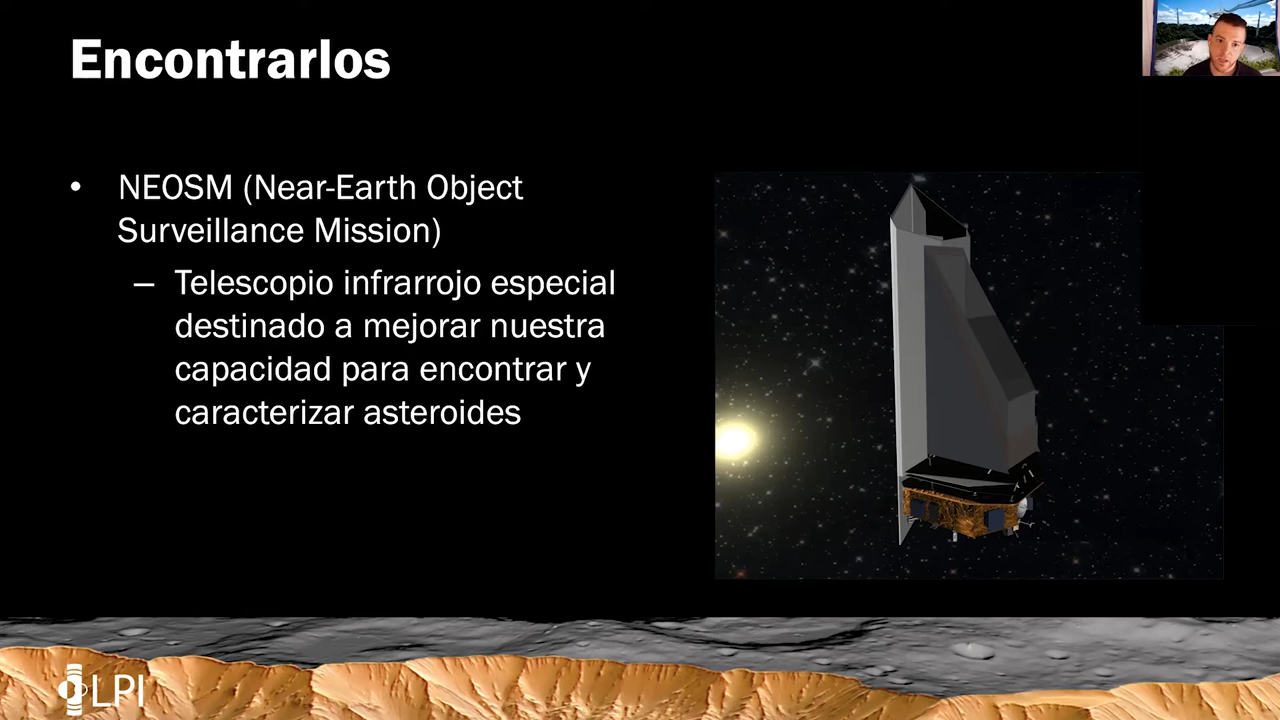 Encontrarlos
• NEOSM (Near-Earth Object
Surveillance Mission)
– Telescopio infrarrojo especial
destinado a mejorar nuestra
capacidad para encontrar y
caracterizar asteroides
LPI